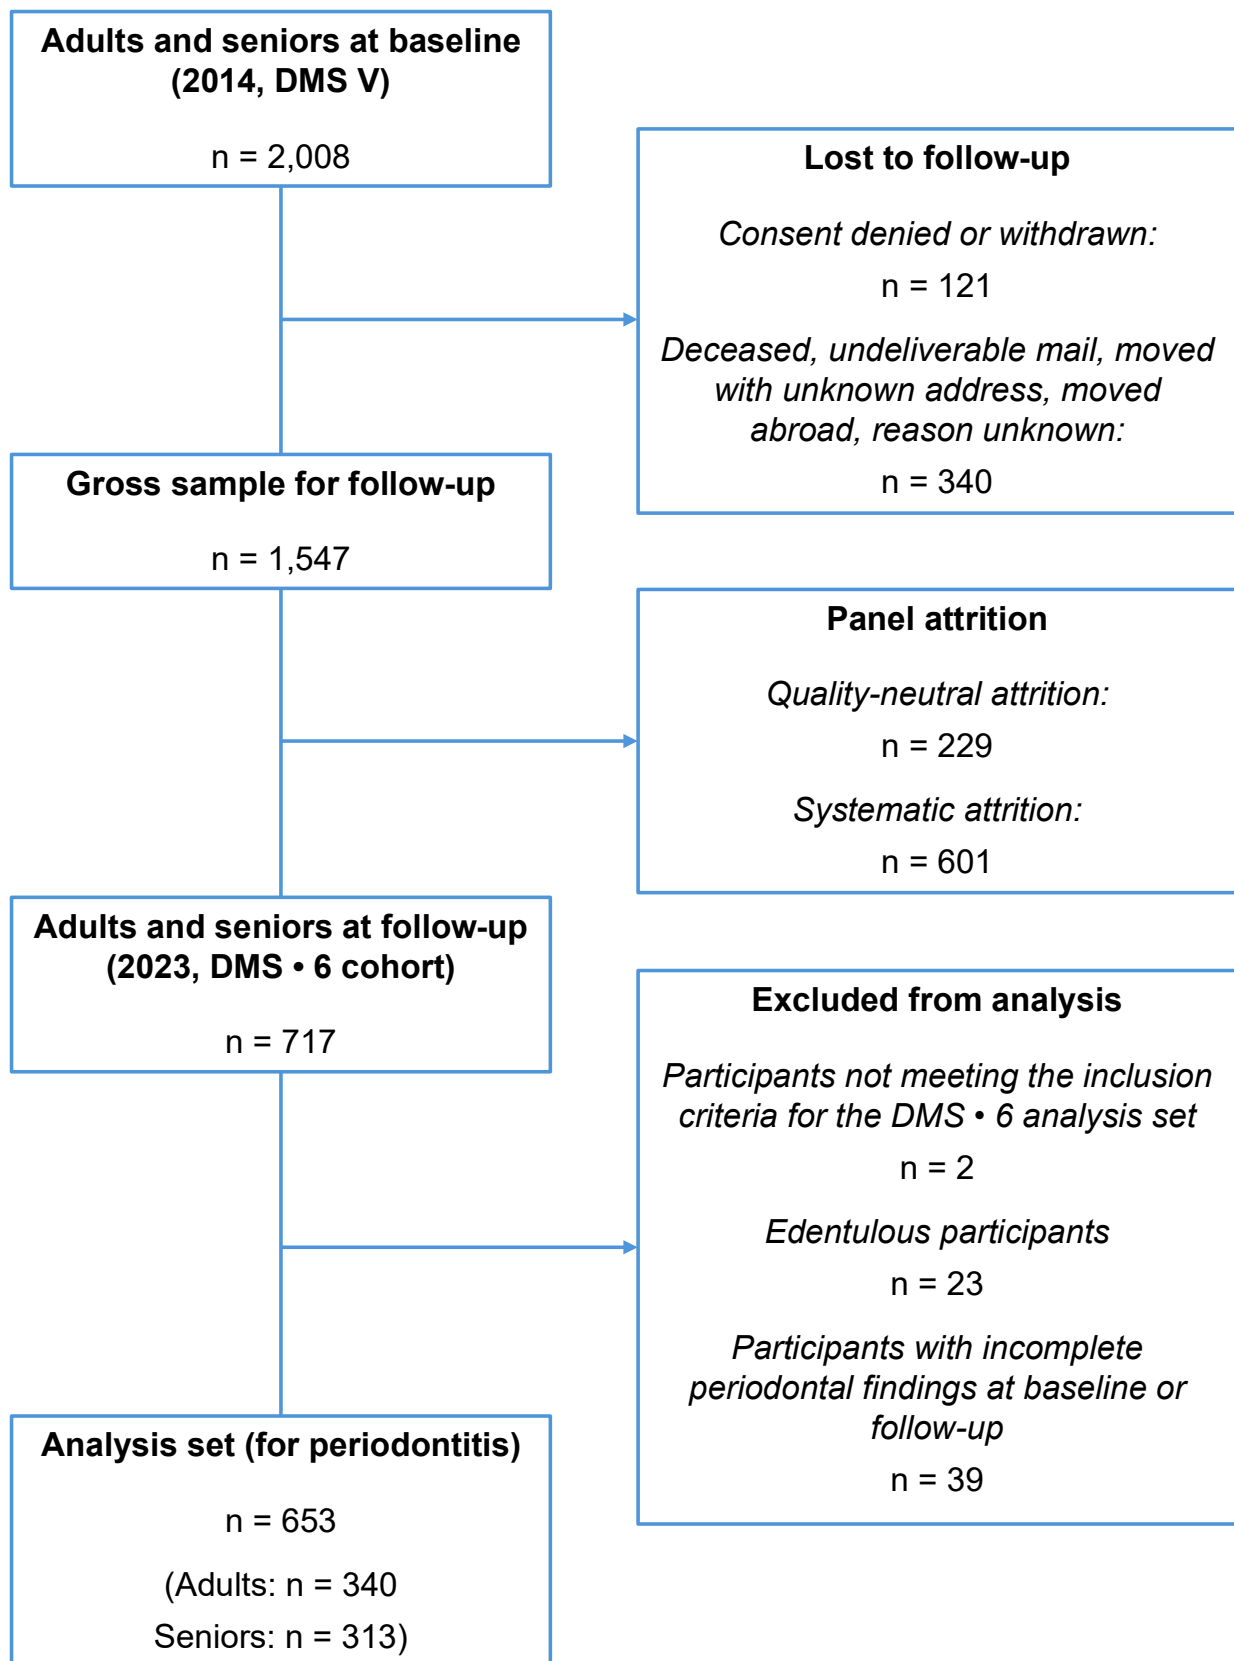 Adults and seniors at baseline
(2014, DMS V)
n = 2,008
Lost to follow-up
Consent denied or withdrawn:
n = 121
Deceased, undeliverable mail, moved
with unknown address, moved
abroad, reason unknown:
n = 340
Gross sample for follow-up
n = 1,547
Panel attrition
Quality-neutral attrition:
n = 229
Systematic attrition:
n = 601
Adults and seniors at follow-up
(2023, DMS • 6 cohort)
n = 717
Excluded from analysis
Participants not meeting the inclusion
criteria for the DMS • 6 analysis set
n = 2
Edentulous participants
n = 23
Participants with incomplete
periodontal findings at baseline or
follow-up
n = 39
Analysis set (for periodontitis)
n = 653
(Adults: n = 340
Seniors: n = 313)